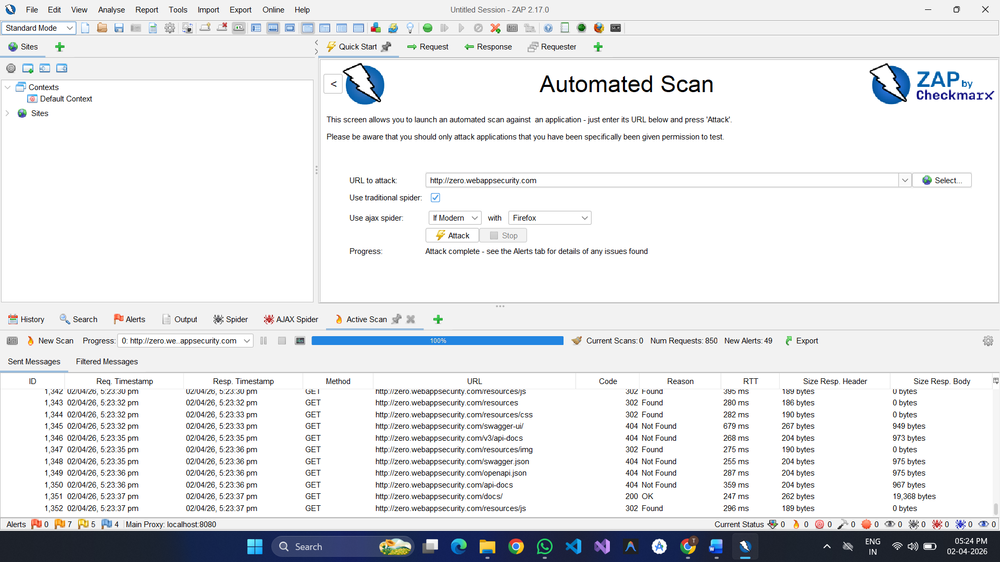 File Edit View Analyse Report Tools Import Export Online Help
Untitled Session - ZAP 2.17.0
Standard Mode
Sites
Quick Start
Request
Response
Requester
Contexts
Default Context
Sites
<
Automated Scan
ZAP by
Checkmarx
This screen allows you to launch an automated scan against  an application - just enter its URL below and press 'Attack'.
Please be aware that you should only attack applications that you have been specifically been given permission to test.
URL to attack: http://zero.webappsecurity.com Select...
Use traditional spider:
Use ajax spider: If Modern with Firefox
Attack Stop
Progress: Attack complete - see the Alerts tab for details of any issues found
History Search Alerts Output Spider AJAX Spider Active Scan
New Scan Progress: 0: http://zero.we..appsecurity.com 100% Current Scans: 0 Num Requests: 850 New Alerts: 49 Export
Sent Messages Filtered Messages
ID Req. Timestamp Resp. Timestamp Method URL Code Reason RTT Size Resp. Header Size Resp. Body
1,342 02/04/26, 5:23:30 pm 02/04/26, 5:23:30 pm GET http://zero.webappsecurity.com/resources/js 302 Found 395 ms 189 bytes 0 bytes
1,343 02/04/26, 5:23:32 pm 02/04/26, 5:23:32 pm GET http://zero.webappsecurity.com/resources 302 Found 280 ms 186 bytes 0 bytes
1,344 02/04/26, 5:23:32 pm 02/04/26, 5:23:33 pm GET http://zero.webappsecurity.com/resources/css 302 Found 282 ms 190 bytes 0 bytes
1,345 02/04/26, 5:23:32 pm 02/04/26, 5:23:33 pm GET http://zero.webappsecurity.com/swagger-ui/ 404 Not Found 679 ms 267 bytes 949 bytes
1,346 02/04/26, 5:23:35 pm 02/04/26, 5:23:35 pm GET http://zero.webappsecurity.com/v3/api-docs 404 Not Found 268 ms 204 bytes 973 bytes
1,347 02/04/26, 5:23:35 pm 02/04/26, 5:23:36 pm GET http://zero.webappsecurity.com/resources/img 302 Found 275 ms 190 bytes 0 bytes
1,348 02/04/26, 5:23:35 pm 02/04/26, 5:23:36 pm GET http://zero.webappsecurity.com/swagger.json 404 Not Found 255 ms 204 bytes 975 bytes
1,349 02/04/26, 5:23:36 pm 02/04/26, 5:23:36 pm GET http://zero.webappsecurity.com/openapi.json 404 Not Found 287 ms 204 bytes 975 bytes
1,350 02/04/26, 5:23:36 pm 02/04/26, 5:23:36 pm GET http://zero.webappsecurity.com/api-docs 404 Not Found 359 ms 204 bytes 967 bytes
1,351 02/04/26, 5:23:37 pm 02/04/26, 5:23:37 pm GET http://zero.webappsecurity.com/docs/ 200 OK 247 ms 262 bytes 19,368 bytes
1,352 02/04/26, 5:23:37 pm 02/04/26, 5:23:37 pm GET http://zero.webappsecurity.com/resources/js 302 Found 296 ms 189 bytes 0 bytes
Alerts 0 7 5 4 Main Proxy: localhost:8080 Current Status 0 0 0 0 0 0 0 0 0 0
Search
T
W
ENG
IN
05:24 PM
02-04-2026